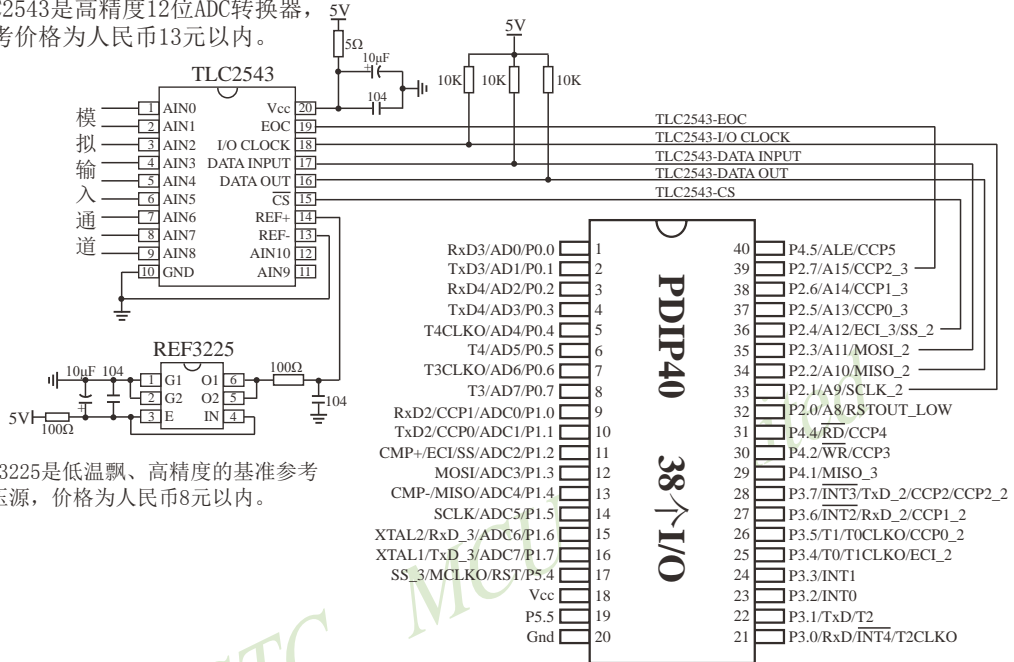 C2543是高精度12位ADC转换器，
考价格为人民币13元以内。
5V
5Ω
10μF
+
104
5V
10K
10K
10K
TLC2543
模拟输入通道
1 AIN0
2 AIN1
3 AIN2
4 AIN3
5 AIN4
6 AIN5
7 AIN6
8 AIN7
9 AIN8
10 GND
Vcc 20
EOC 19
I/O CLOCK 18
DATA INPUT 17
DATA OUT 16
CS 15
REF+ 14
REF- 13
AIN10 12
AIN9 11
TLC2543-EOC
TLC2543-I/O CLOCK
TLC2543-DATA INPUT
TLC2543-DATA OUT
TLC2543-CS
REF3225
10μF 104
+
1 G1
2 G2
3 E
O1 6
O2 5
IN 4
100Ω
104
5V
100Ω
3225是低温飘、高精度的基准参考
压源，价格为人民币8元以内。
PDIP40
38个I/O
RxD3/AD0/P0.0 1
TxD3/AD1/P0.1 2
RxD4/AD2/P0.2 3
TxD4/AD3/P0.3 4
T4CLKO/AD4/P0.4 5
T4/AD5/P0.5 6
T3CLKO/AD6/P0.6 7
T3/AD7/P0.7 8
RxD2/CCP1/ADC0/P1.0 9
TxD2/CCP0/ADC1/P1.1 10
CMP+/ECI/SS/ADC2/P1.2 11
MOSI/ADC3/P1.3 12
CMP-/MISO/ADC4/P1.4 13
SCLK/ADC5/P1.5 14
XTAL2/RxD_3/ADC6/P1.6 15
XTAL1/TxD_3/ADC7/P1.7 16
SS_3/MCLKO/RST/P5.4 17
Vcc 18
P5.5 19
Gnd 20
40 P4.5/ALE/CCP5
39 P2.7/A15/CCP2_3
38 P2.6/A14/CCP1_3
37 P2.5/A13/CCP0_3
36 P2.4/A12/ECI_3/SS_2
35 P2.3/A11/MOSI_2
34 P2.2/A10/MISO_2
33 P2.1/A9/SCLK_2
32 P2.0/A8/RSTOUT_LOW
31 P4.4/RD/CCP4
30 P4.2/WR/CCP3
29 P4.1/MISO_3
28 P3.7/INT3/TxD_2/CCP2/CCP2_2
27 P3.6/INT2/RxD_2/CCP1_2
26 P3.5/T1/T0CLKO/CCP0_2
25 P3.4/T0/T1CLKO/ECI_2
24 P3.3/INT1
23 P3.2/INT0
22 P3.1/TxD/T2
21 P3.0/RxD/INT4/T2CLKO
MCU